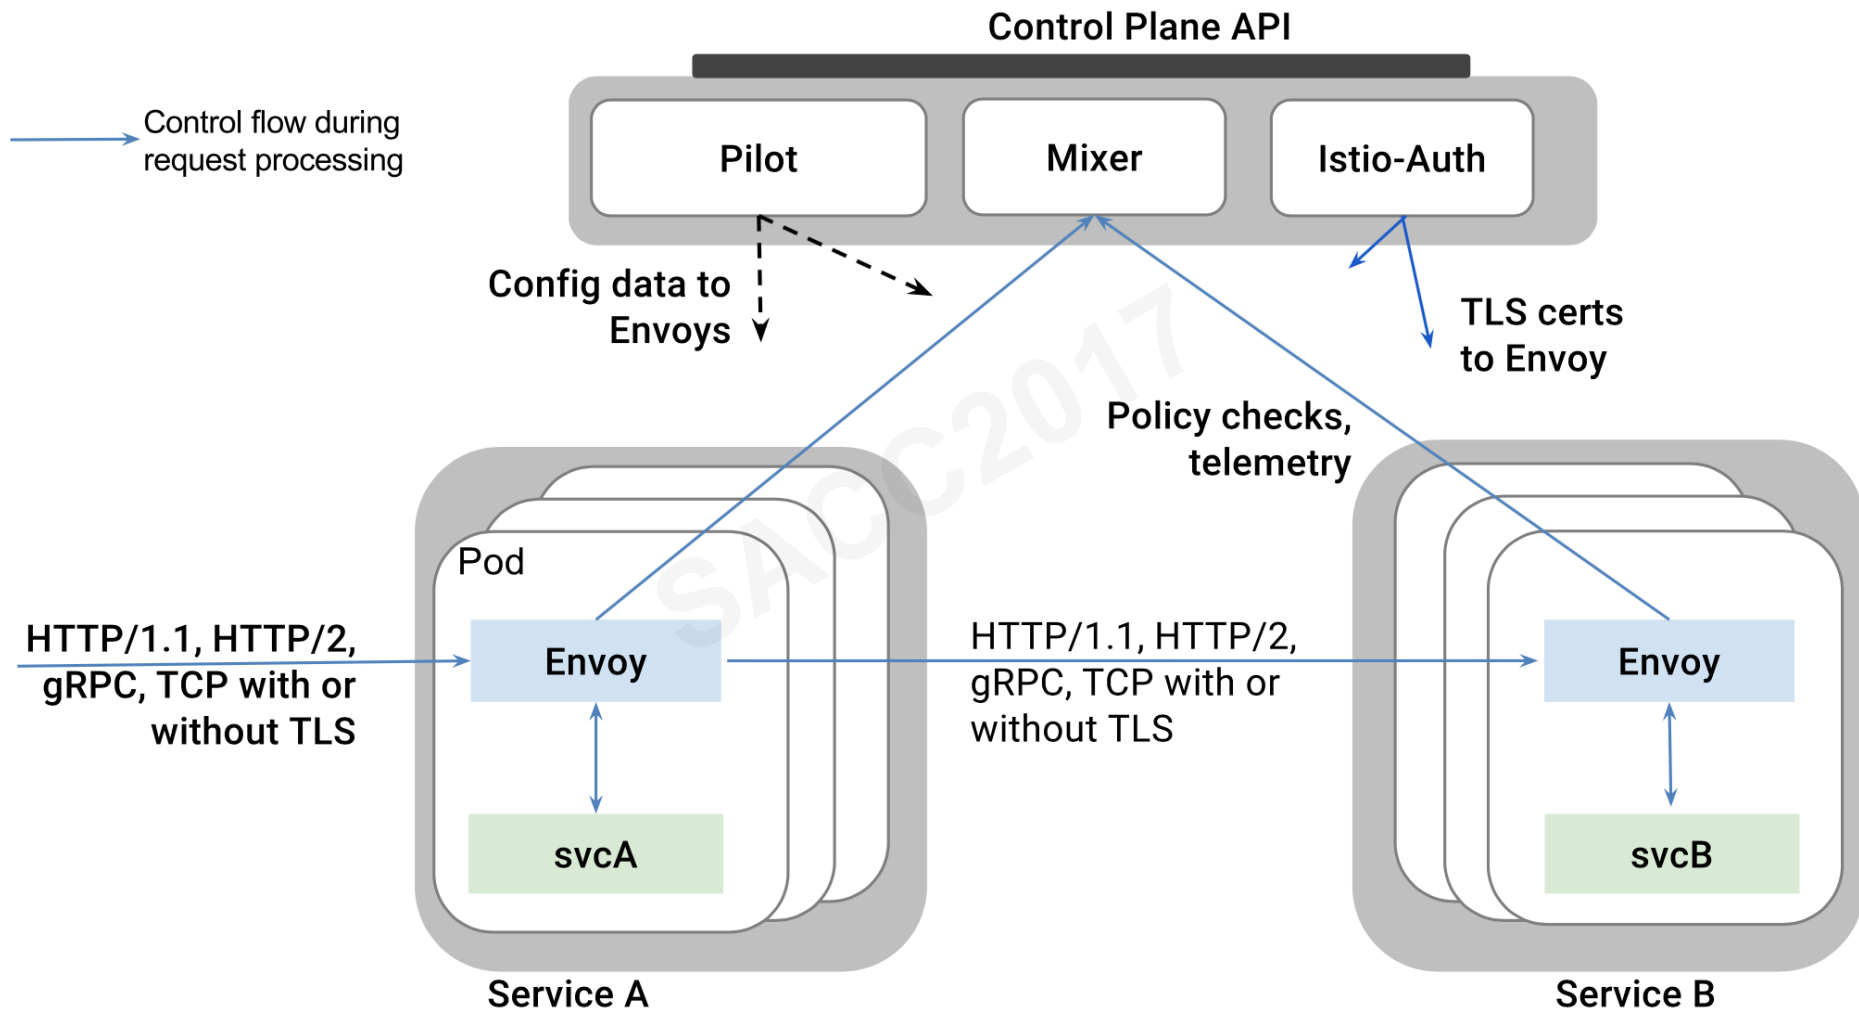 Control Plane API
Control flow during
request processing
Pilot
Mixer
Istio-Auth
Config data to
Envoys
TLS certs
to Envoy
Policy checks,
telemetry
SACC2017
Pod
HTTP/1.1, HTTP/2,
gRPC, TCP with or
without TLS
Envoy
HTTP/1.1, HTTP/2,
gRPC, TCP with or
without TLS
Envoy
svcA
svcB
Service A
Service B